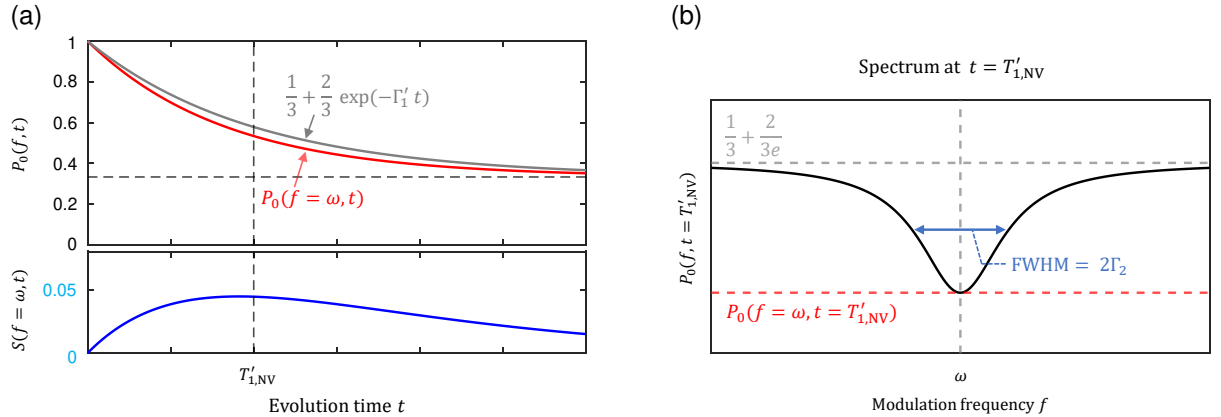 (a)
1
0.8
0.6
0.4
0.2
0
P₀(f, t)
1/3 + 2/3 exp(−Γ′₁ t)
P₀(f = ω, t)
0.05
0
S(f = ω, t)
T′₁,NV
Evolution time t
(b)
Spectrum at t = T′₁,NV
1/3 + 2/3e
P₀(f, t = T′₁,NV)
FWHM = 2Γ₂
P₀(f = ω, t = T′₁,NV)
ω
Modulation frequency f